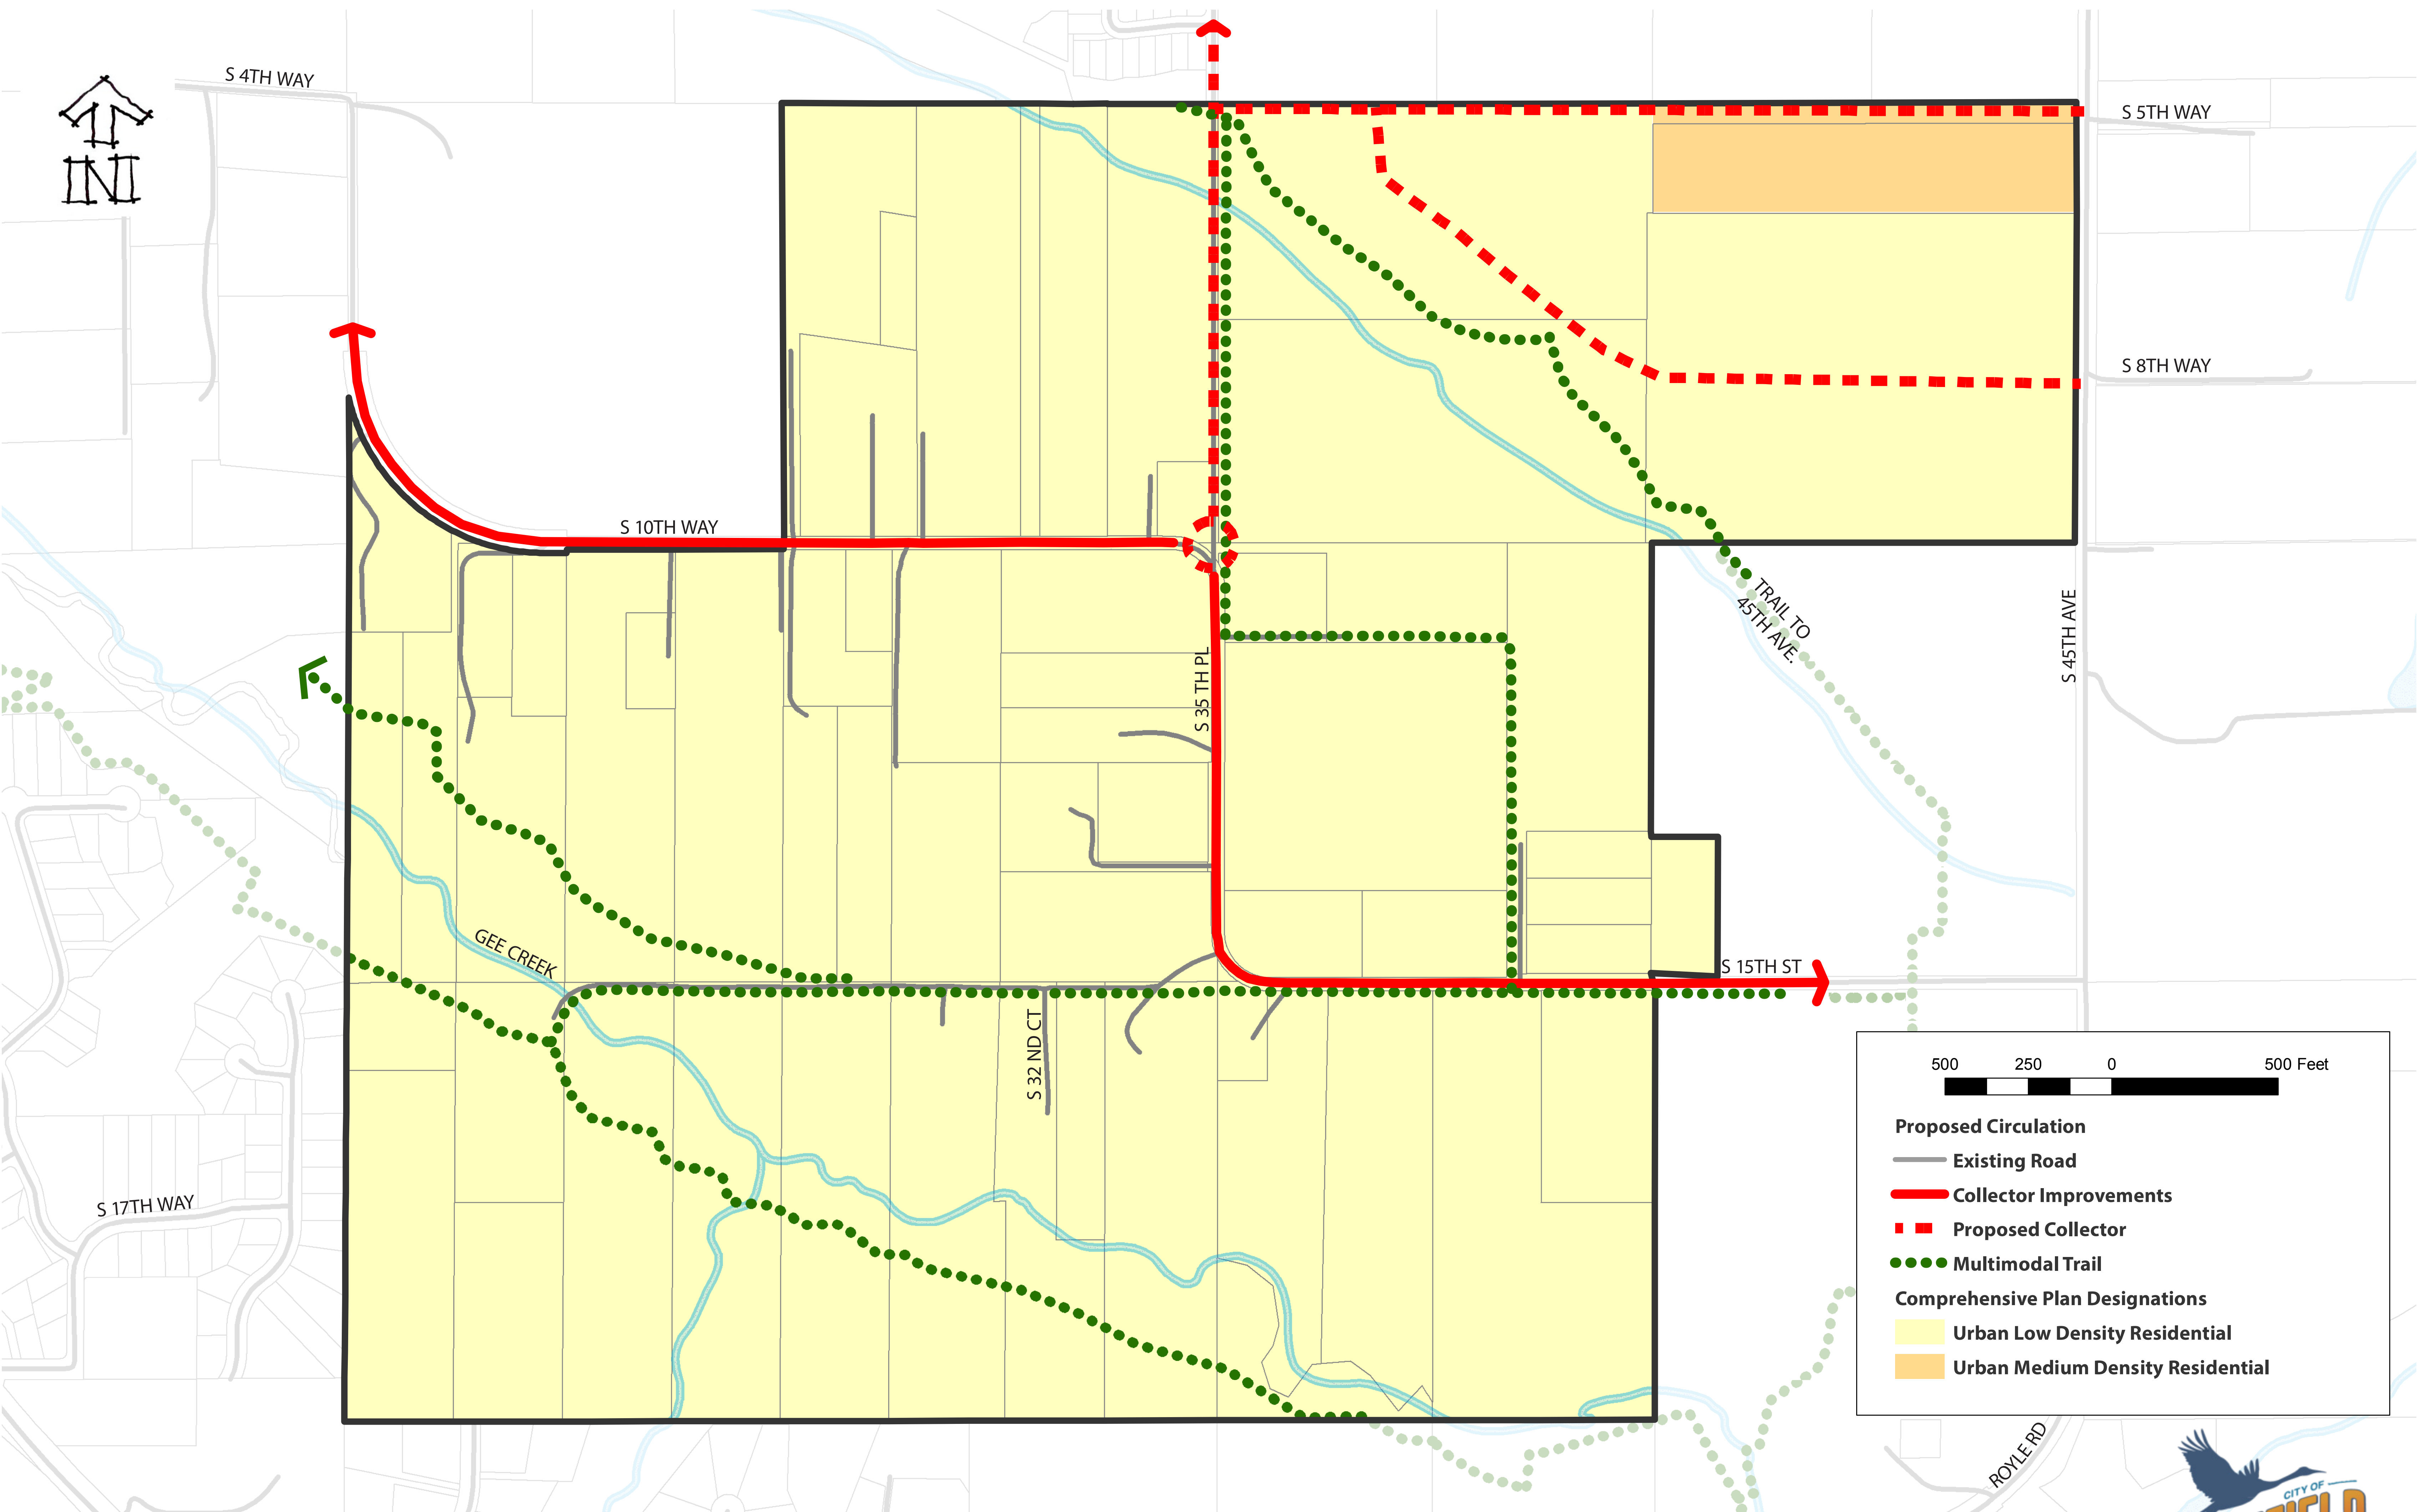 S 4TH WAY
N
S 5TH WAY
S 8TH WAY
S 10TH WAY
TRAIL TO
45TH AVE.
S 45TH AVE
S 35 TH PL
GEE CREEK
S 15TH ST
S 32 ND CT
S 17TH WAY
500 250 0 500 Feet
Proposed Circulation
Existing Road
Collector Improvements
Proposed Collector
Multimodal Trail
Comprehensive Plan Designations
Urban Low Density Residential
Urban Medium Density Residential
ROYLE RD
CITY OF